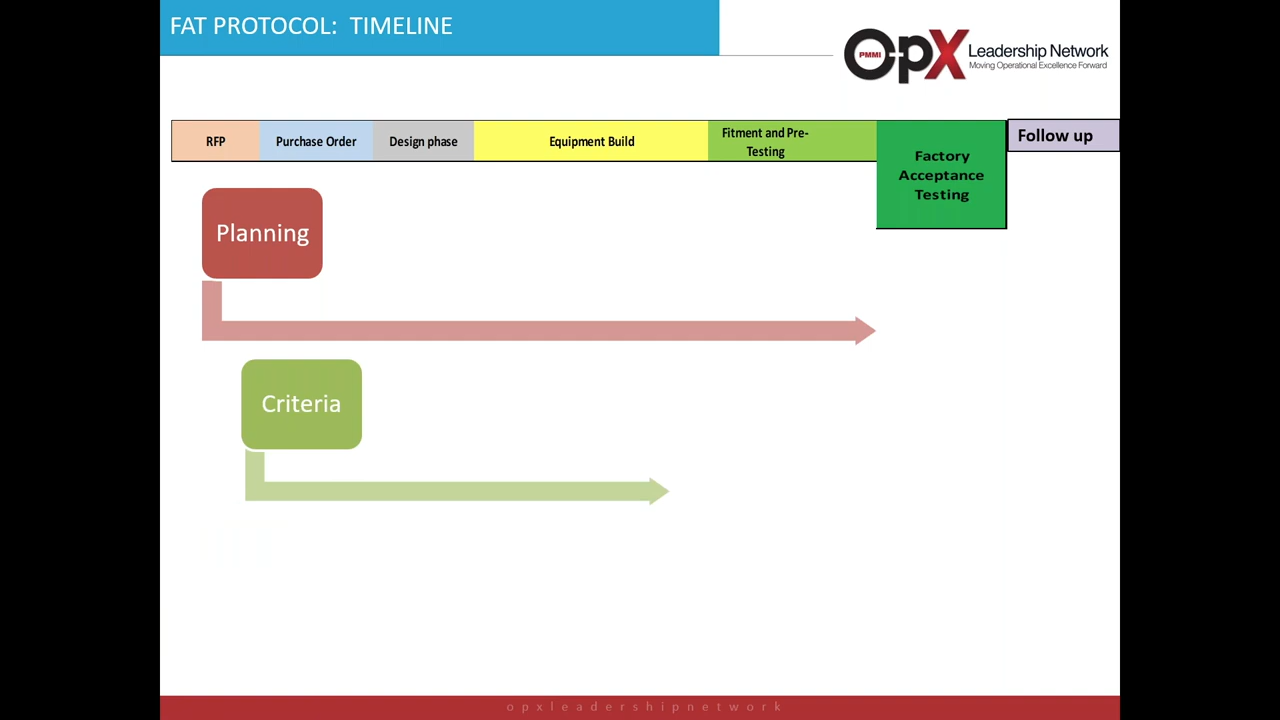 FAT PROTOCOL: TIMELINE
OpX
PMMI
Leadership Network
Moving Operational Excellence Forward
RFP
Purchase Order
Design phase
Equipment Build
Fitment and Pre-
Testing
Factory
Acceptance
Testing
Follow up
Planning
Criteria
opxleadershipnetwork